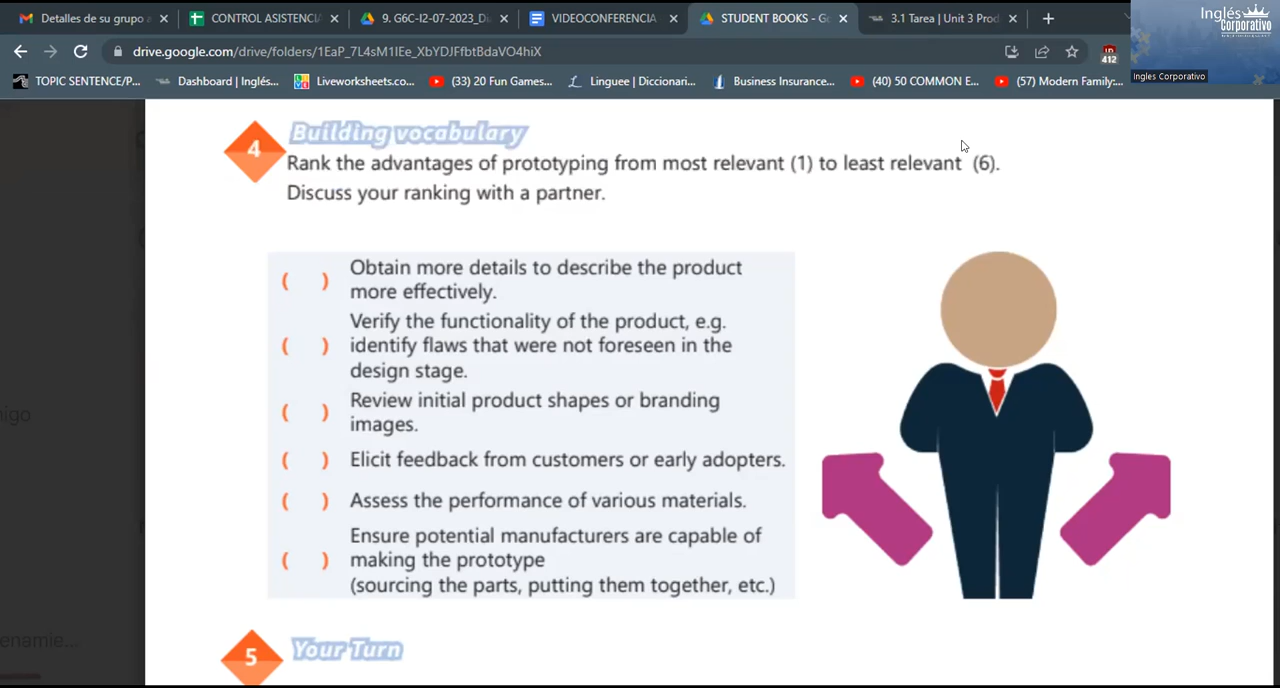 Detalles de su grupo a
CONTROL ASISTENCI
9. G6C-I2-07-2023_Di
VIDEOCONFERENCIA
STUDENT BOOKS - Go
3.1 Tarea | Unit 3 Prod
Inglés
Corporativo
drive.google.com/drive/folders/1EaP_7L4sM1IEe_XbYDJFfbtBdaVO4hiX
412
Ingles Corporativo
TOPIC SENTENCE/P...
Dashboard | Inglés...
Liveworksheets.co...
(33) 20 Fun Games...
Linguee | Diccionari...
Business Insurance...
(40) 50 COMMON E...
(57) Modern Family:...
4 Building vocabulary
Rank the advantages of prototyping from most relevant (1) to least relevant (6).
Discuss your ranking with a partner.
( ) Obtain more details to describe the product
more effectively.
Verify the functionality of the product, e.g.
( ) identify flaws that were not foreseen in the
design stage.
( ) Review initial product shapes or branding
images.
( ) Elicit feedback from customers or early adopters.
( ) Assess the performance of various materials.
Ensure potential manufacturers are capable of
( ) making the prototype
(sourcing the parts, putting them together, etc.)
nigo
enamie...
5 Your Turn